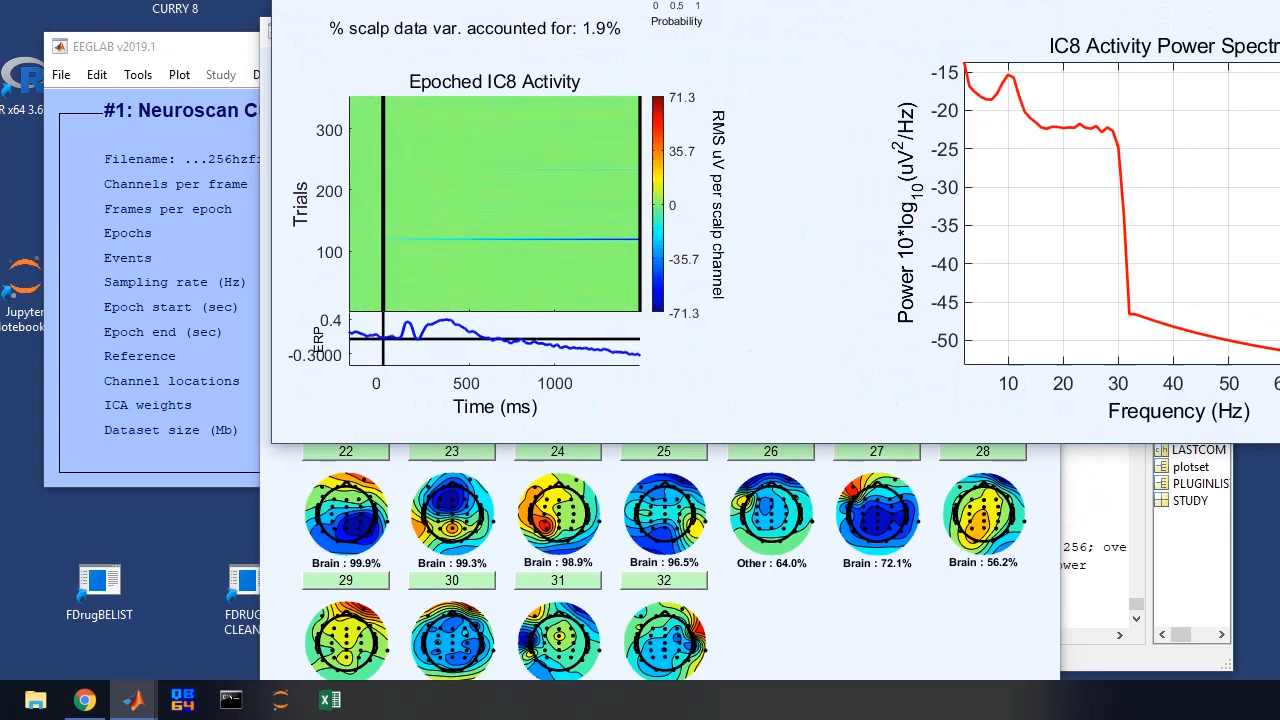 CURRY 8
R x64 3.6
Jupyter
EEGLAB v2019.1
File Edit Tools Plot Study
#1: Neuroscan C
Filename: ...256hzfi
Channels per frame
Frames per epoch
Epochs
Events
Sampling rate (Hz)
Epoch start (sec)
Epoch end (sec)
Reference
Channel locations
ICA weights
Dataset size (Mb)
0 0.5 1
Probability
% scalp data var. accounted for: 1.9%
Epoched IC8 Activity
Trials
300
200
100
71.3
35.7
0
-35.7
-71.3
RMS uV per scalp channel
ERP
0.4
-0.3000
0 500 1000
Time (ms)
IC8 Activity Power Spectr
Power 10*log10(uV2/Hz)
-15
-20
-25
-30
-35
-40
-45
-50
10 20 30 40 50
Frequency (Hz)
22 23 24 25 26 27 28
Brain : 99.9% Brain : 99.3% Brain : 98.9% Brain : 96.5% Other : 64.0% Brain : 72.1% Brain : 56.2%
29 30 31 32
LASTCOM
plotset
PLUGINLIS
STUDY
256; ove
ower
FDrugBELIST
FDRUG
CLEAN
QB
64